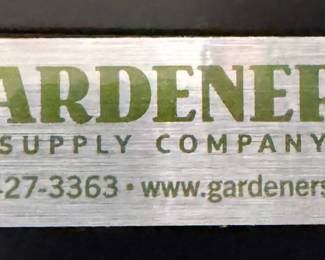 ARDENER
SUPPLY COMPANY
-27-3363 • www.gardeners